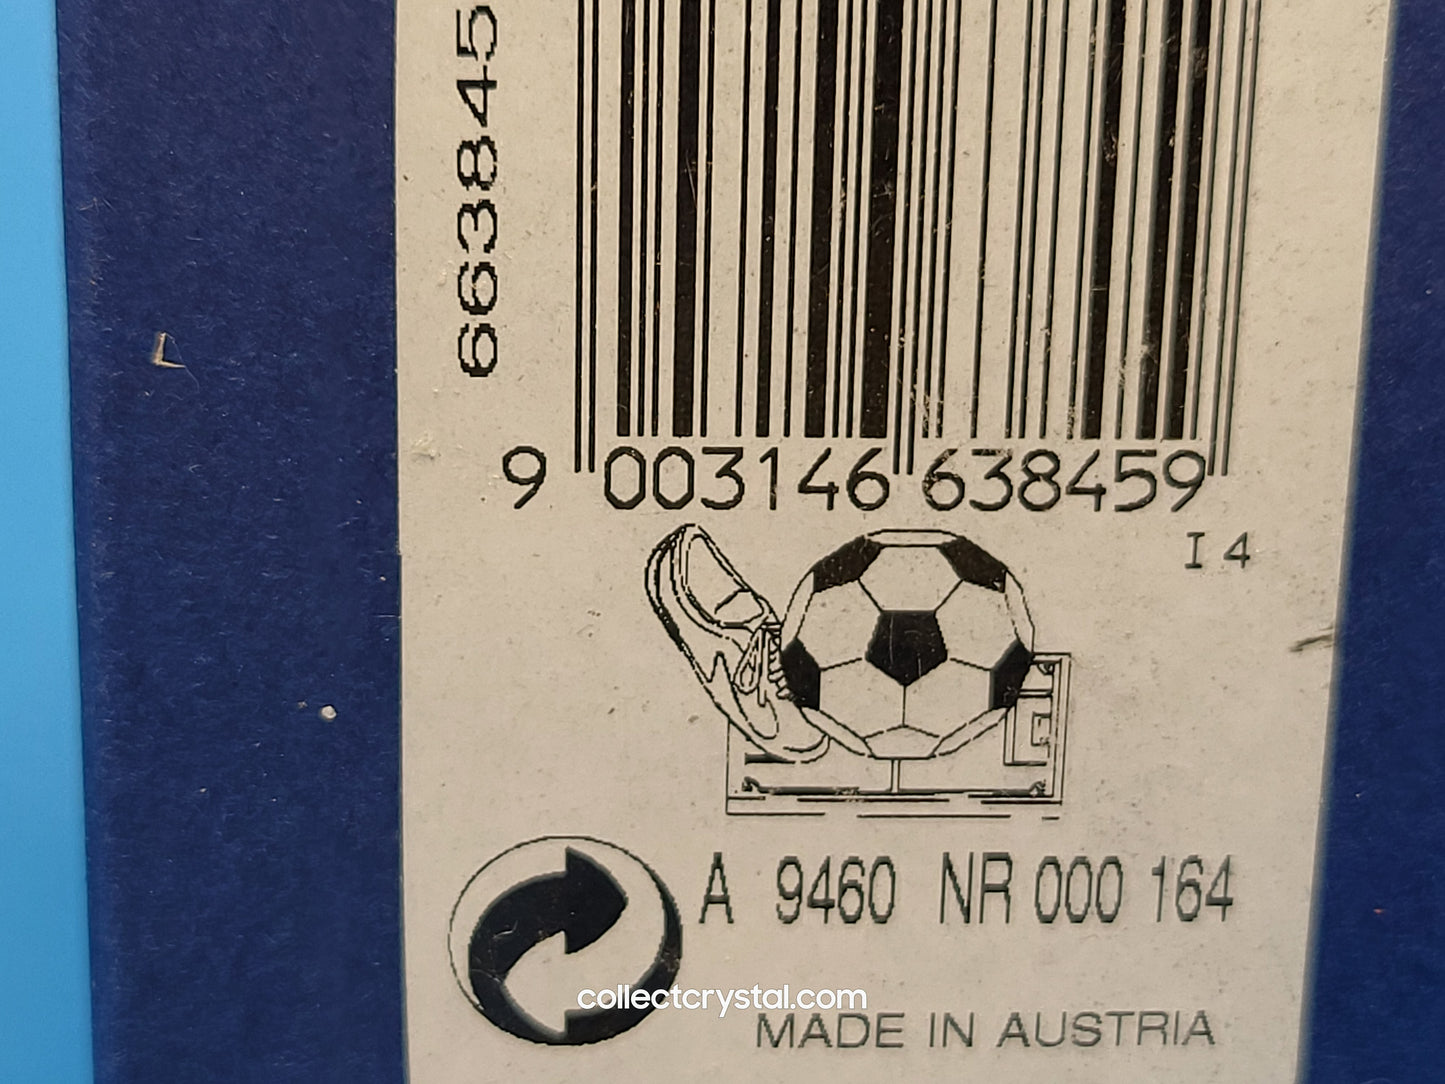 663845
9 003146 638459
I 4
A 9460 NR 000 164
collectcrystal.com
MADE IN AUSTRIA